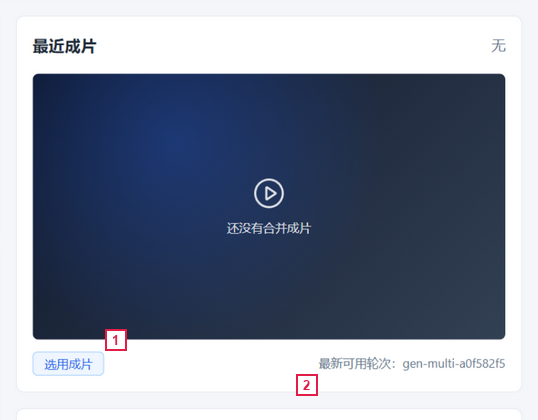 最近成片
无
还没有合并成片
1
选用成片
最新可用轮次：gen-multi-a0f582f5
2